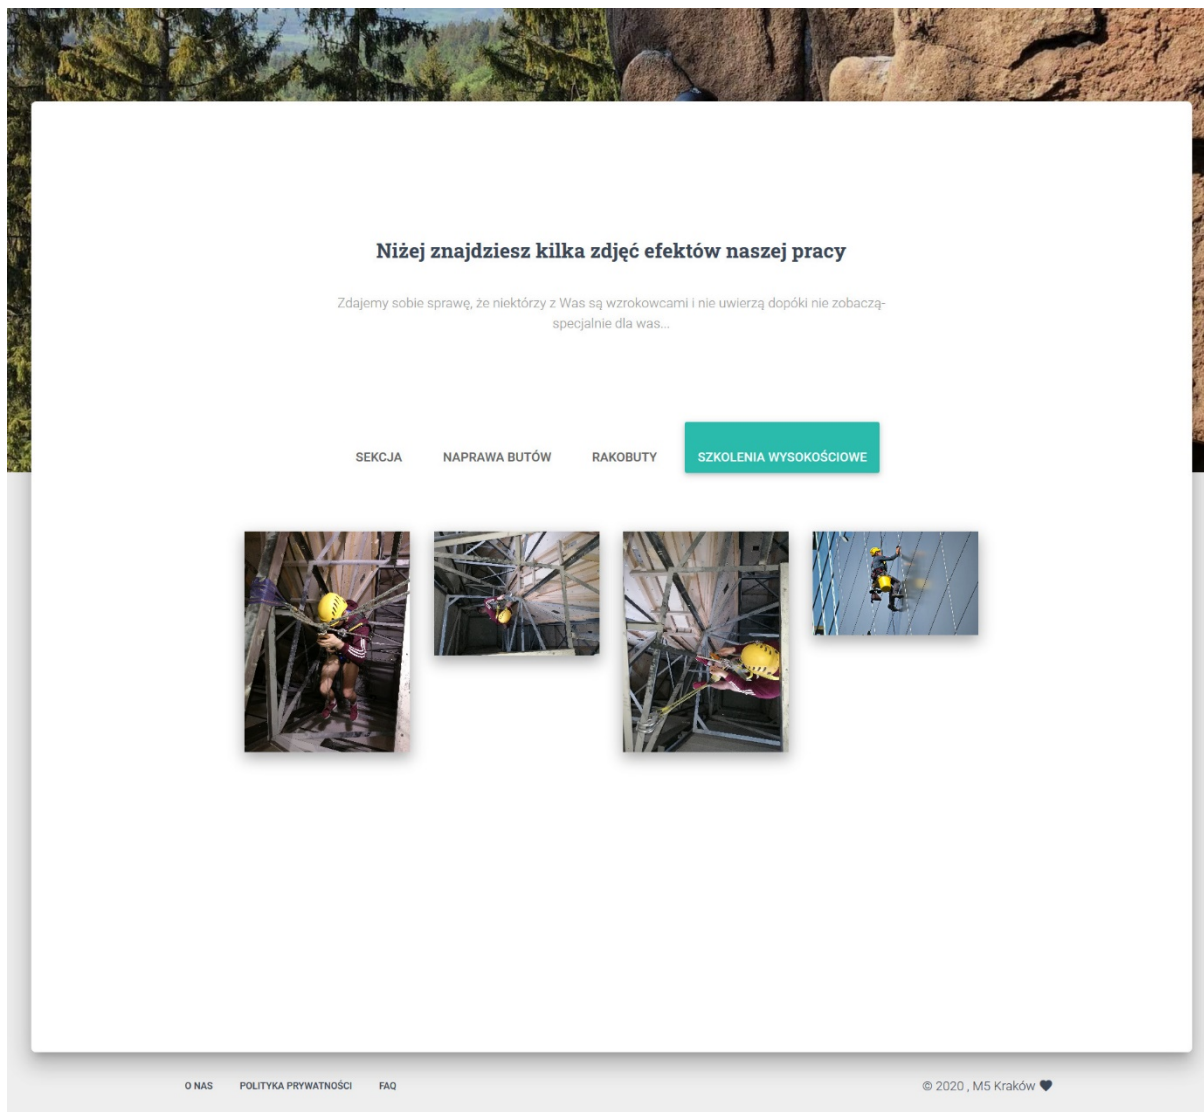 Niżej znajdziesz kilka zdjęć efektów naszej pracy
Zdajemy sobie sprawę, że niektórzy z Was są wzrokowcami i nie uwierzą dopóki nie zobaczą-
specjalnie dla was...
SEKCJA NAPRAWA BUTÓW RAKOBUTY SZKOLENIA WYSOKOŚCIOWE
O NAS POLITYKA PRYWATNOŚCI FAQ © 2020 , M5 Kraków